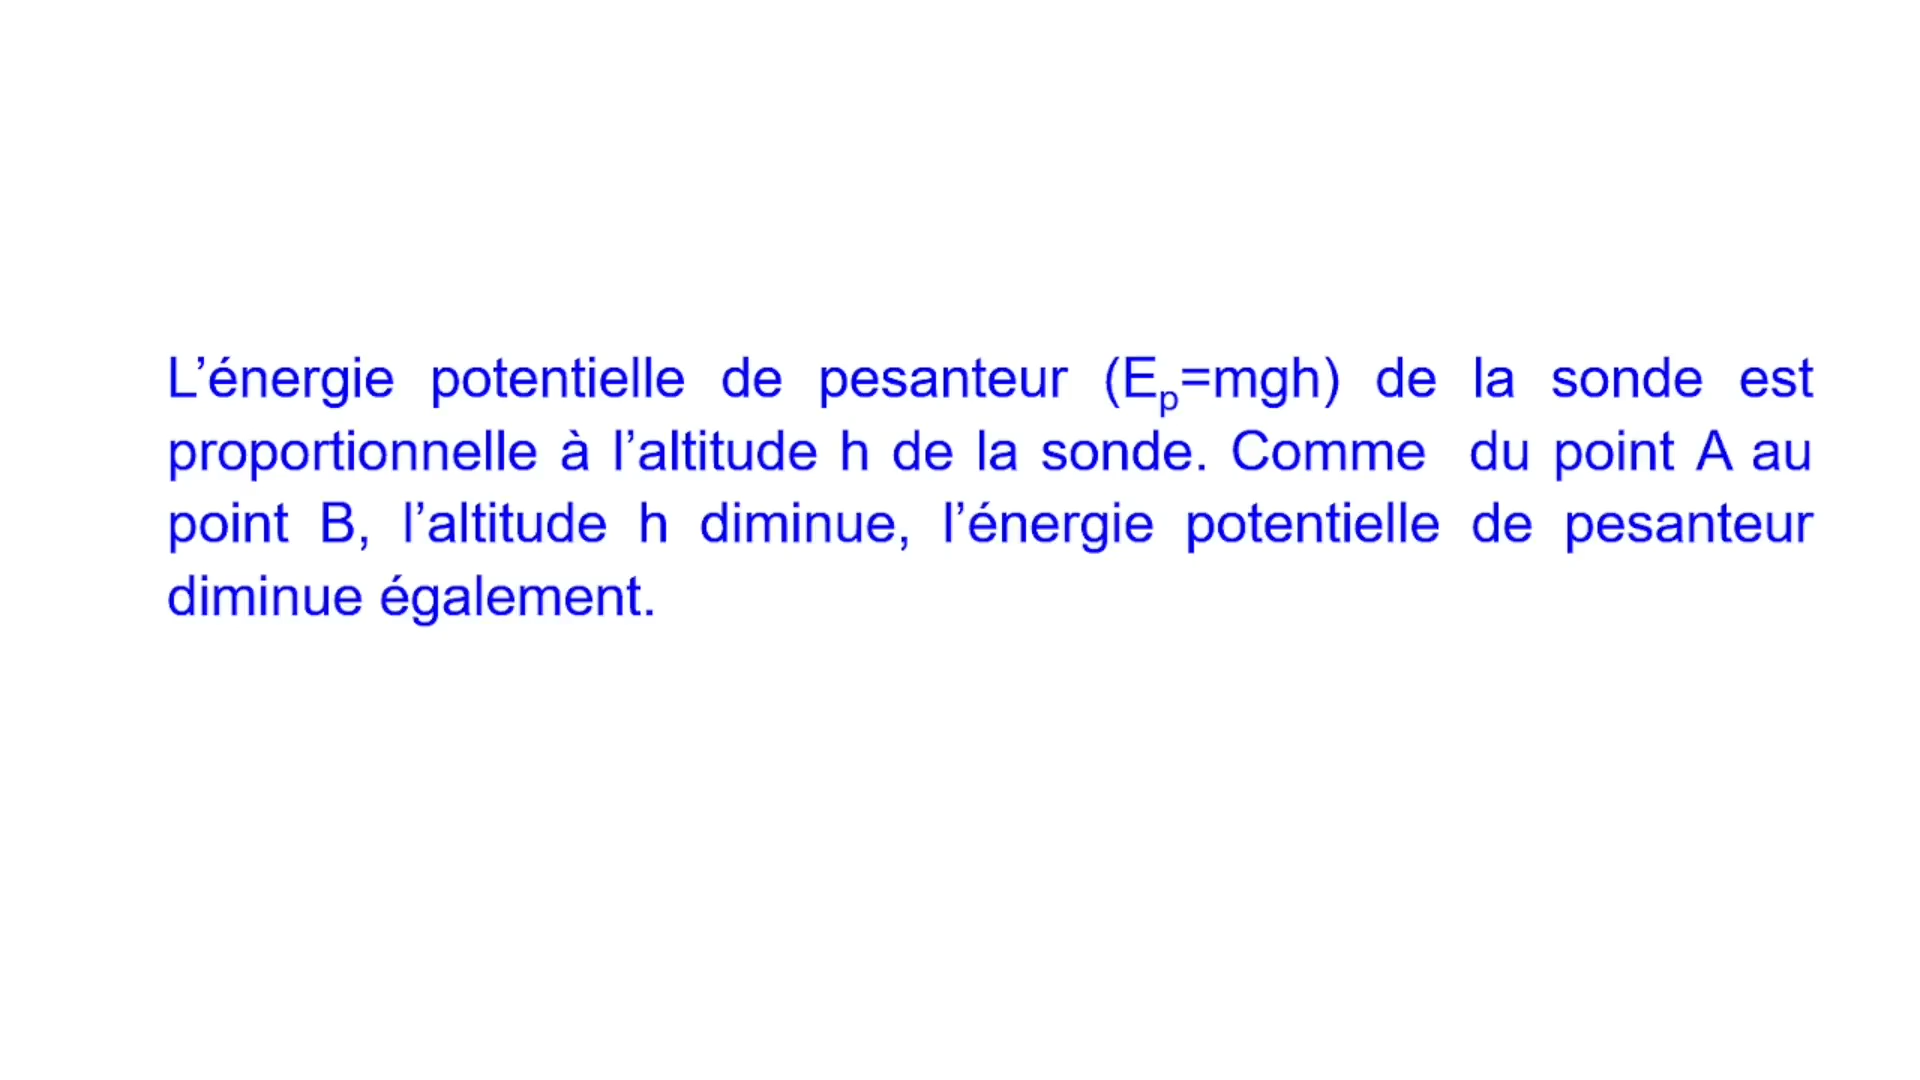 L’énergie potentielle de pesanteur (Eₚ=mgh) de la sonde est
proportionnelle à l’altitude h de la sonde. Comme  du point A au
point B, l’altitude h diminue, l’énergie potentielle de pesanteur
diminue également.